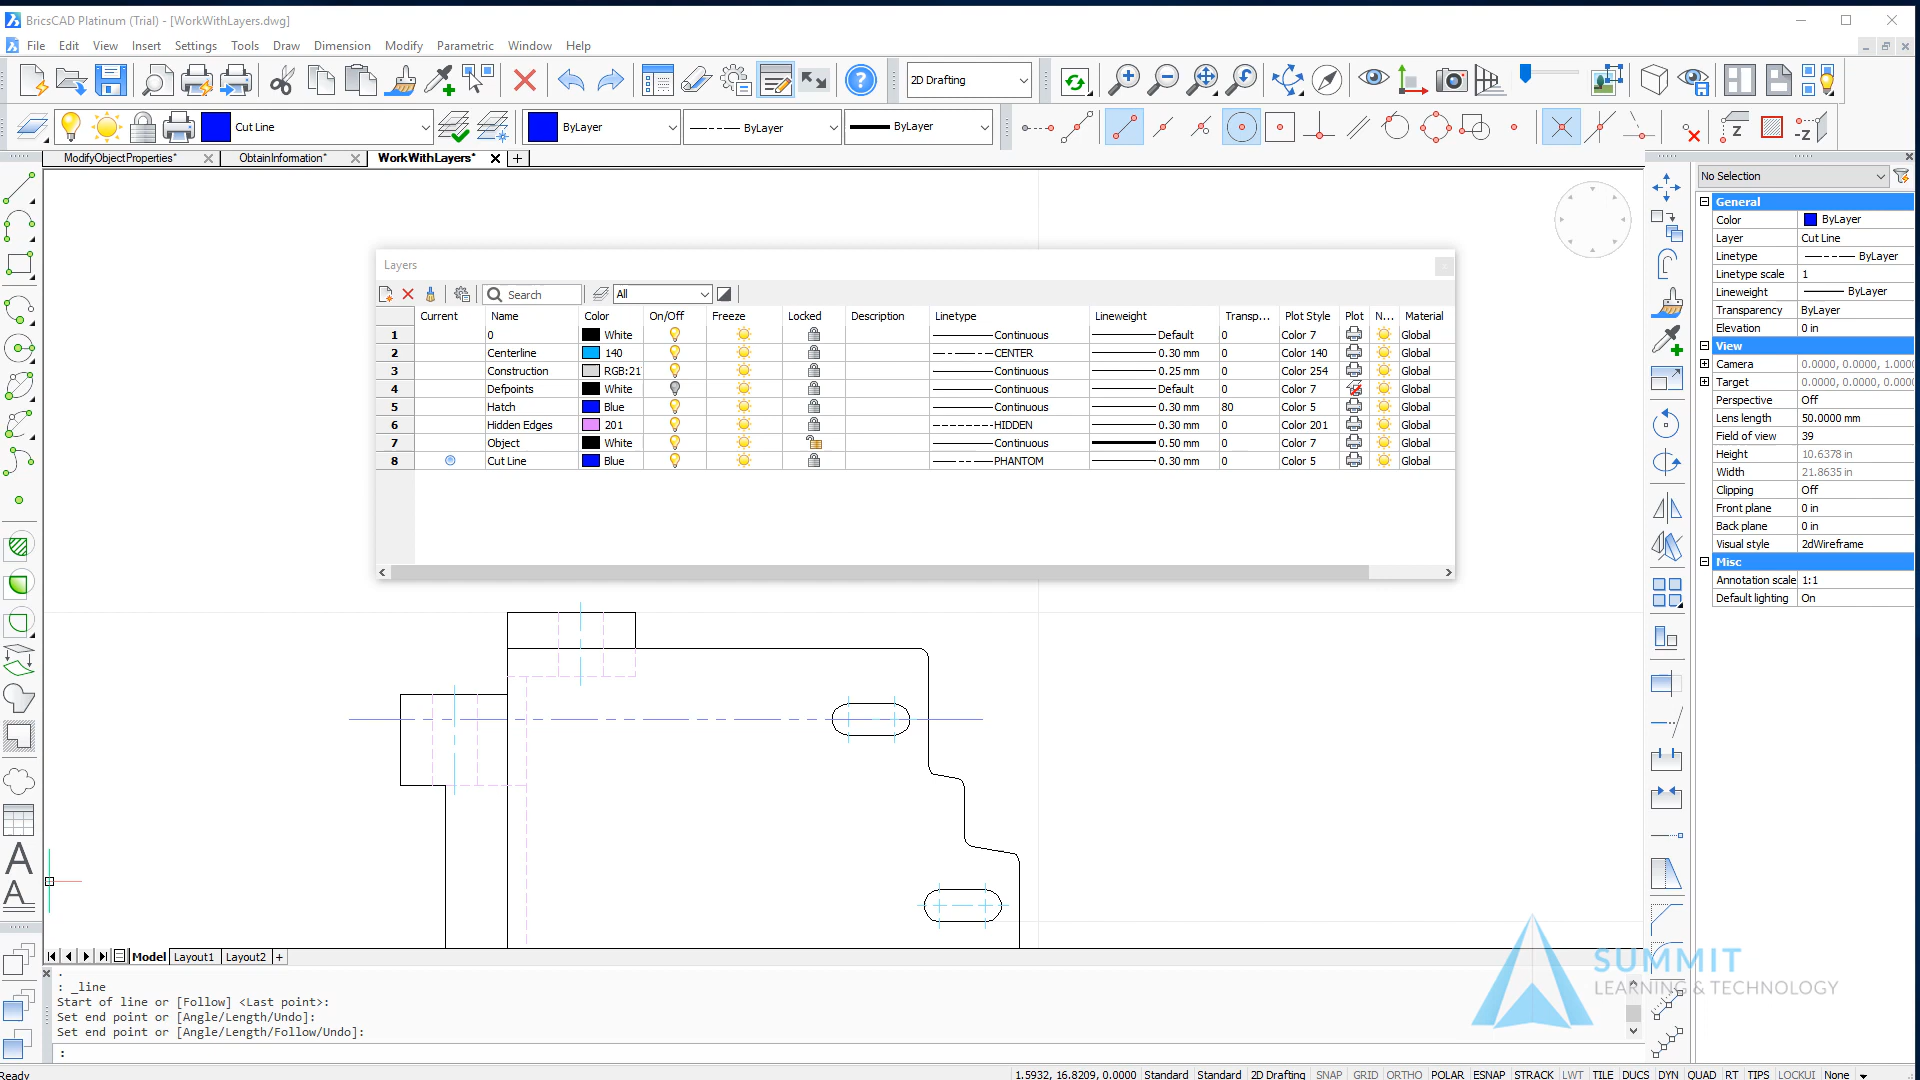 BricsCAD Platinum (Trial) - [WorkWithLayers.dwg]
File Edit View Insert Settings Tools Draw Dimension Modify Parametric Window Help
2D Drafting
Cut Line ByLayer ByLayer ByLayer
ModifyObjectProperties* ObtainInformation* WorkWithLayers*
No Selection
Layers
Search All
Current Name Color On/Off Freeze Locked Description Linetype Lineweight Transp... Plot Style Plot N... Material
1 0 White Continuous Default 0 Color 7 Global
2 Centerline 140 CENTER 0.30 mm 0 Color 140 Global
3 Construction RGB:21 Continuous 0.25 mm 0 Color 254 Global
4 Defpoints White Continuous Default 0 Color 7 Global
5 Hatch Blue Continuous 0.30 mm 80 Color 5 Global
6 Hidden Edges 201 HIDDEN 0.30 mm 0 Color 201 Global
7 Object White Continuous 0.50 mm 0 Color 7 Global
8 Cut Line Blue PHANTOM 0.30 mm 0 Color 5 Global
General
Color ByLayer
Layer Cut Line
Linetype ByLayer
Linetype scale 1
Lineweight ByLayer
Transparency ByLayer
Elevation 0 in
View
Camera 0.0000, 0.0000, 1.0000
Target 0.0000, 0.0000, 0.0000
Perspective Off
Lens length 50.0000 mm
Field of view 39
Height 10.6378 in
Width 21.8635 in
Clipping Off
Front plane 0 in
Back plane 0 in
Visual style 2dWireframe
Misc
Annotation scale 1:1
Default lighting On
Model Layout1 Layout2
: _line
Start of line or [Follow] <Last point>:
Set end point or [Angle/Length/Undo]:
Set end point or [Angle/Length/Follow/Undo]:
:
SUMMIT
LEARNING & TECHNOLOGY
Ready 1.5932, 16.8209, 0.0000 Standard Standard 2D Drafting SNAP GRID ORTHO POLAR ESNAP STRACK LWT TILE DUCS DYN QUAD RT TIPS LOCKUI None